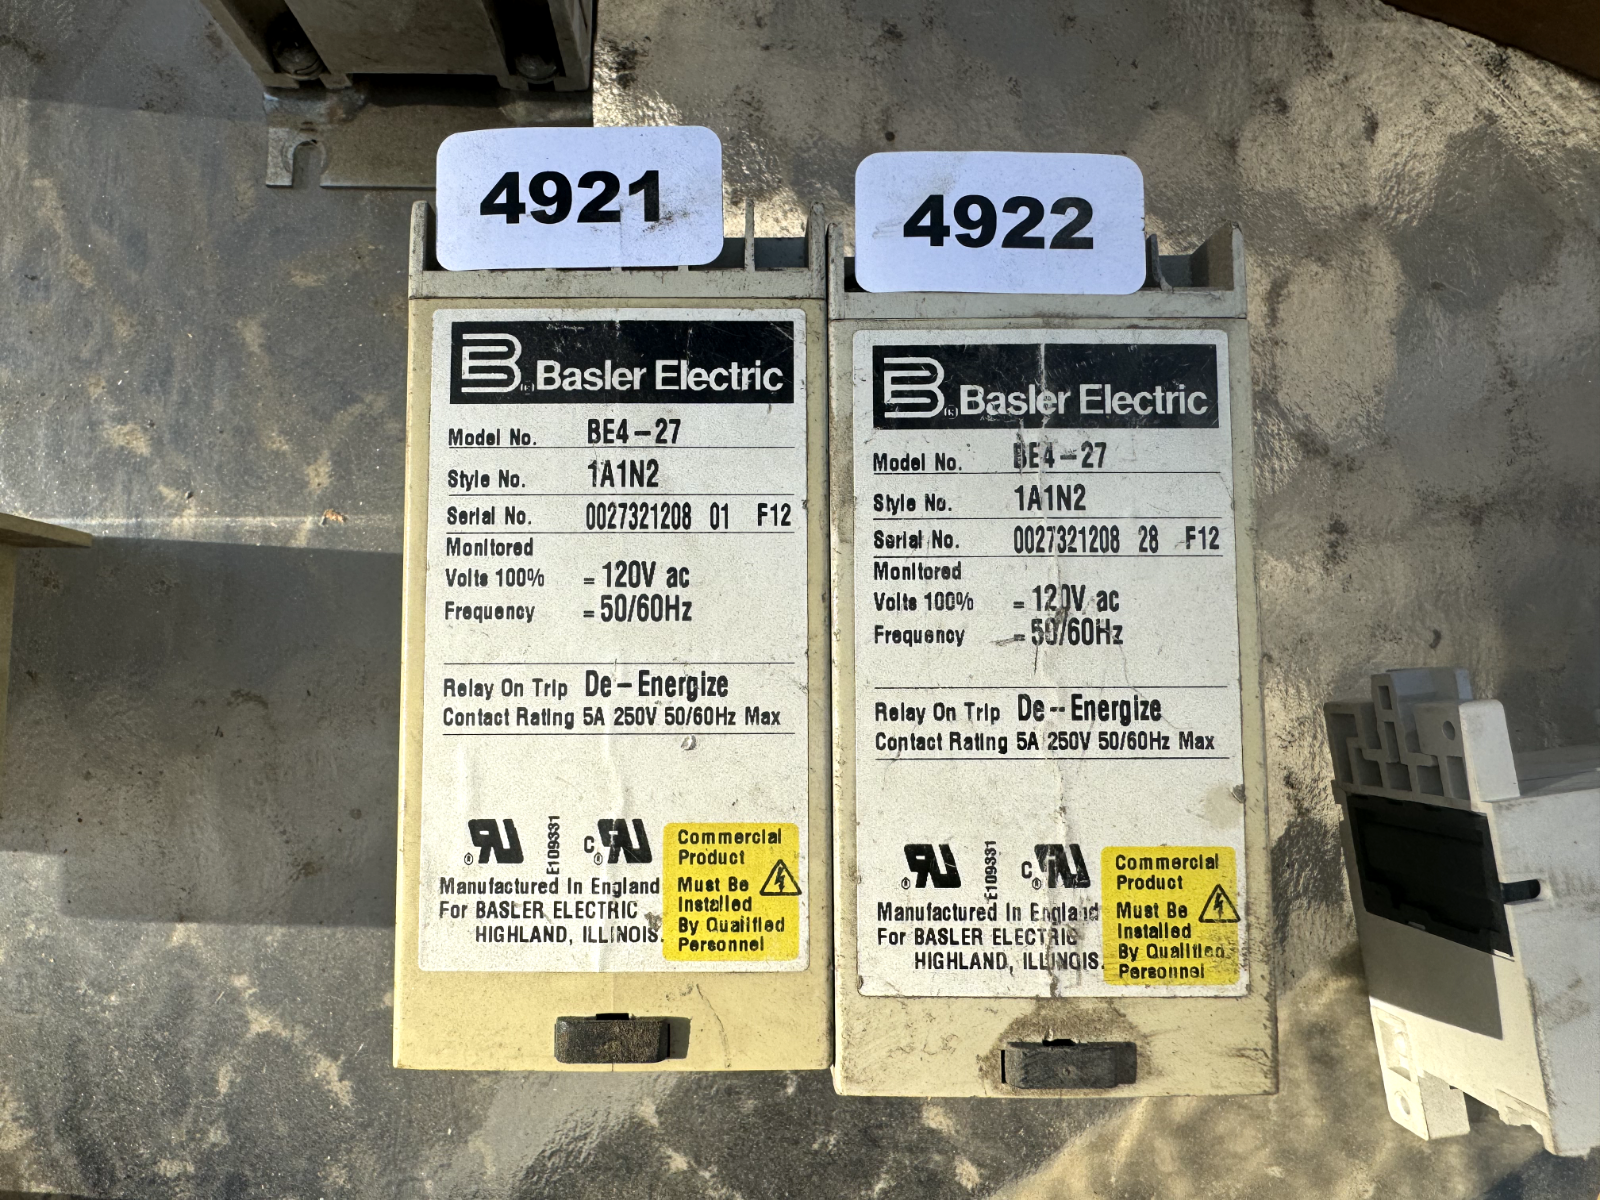 4921
Basler Electric
Model No. BE4-27
Style No. 1A1N2
Serial No. 0027321208 01 F12
Monitored
Volts 100% = 120V ac
Frequency = 50/60Hz
Relay On Trip De-Energize
Contact Rating 5A 250V 50/60Hz Max
E109331
Manufactured In England
For BASLER ELECTRIC
HIGHLAND, ILLINOIS.
Commercial
Product
Must Be
Installed
By Qualified
Personnel
4922
Basler Electric
Model No. BE4-27
Style No. 1A1N2
Serial No. 0027321208 28 F12
Monitored
Volts 100% = 120V ac
Frequency = 50/60Hz
Relay On Trip De--Energize
Contact Rating 5A 250V 50/60Hz Max
E109331
Manufactured In England
For BASLER ELECTRIC
HIGHLAND, ILLINOIS.
Commercial
Product
Must Be
Installed
By Qualified
Personnel